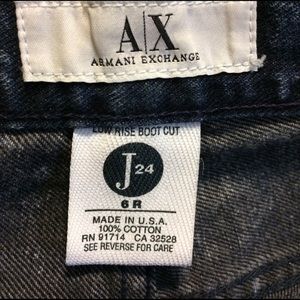 A|X
ARMANI EXCHANGE
LOW RISE BOOT CUT
J24
6 R
MADE IN U.S.A.
100% COTTON
RN 91714 CA 32528
SEE REVERSE FOR CARE